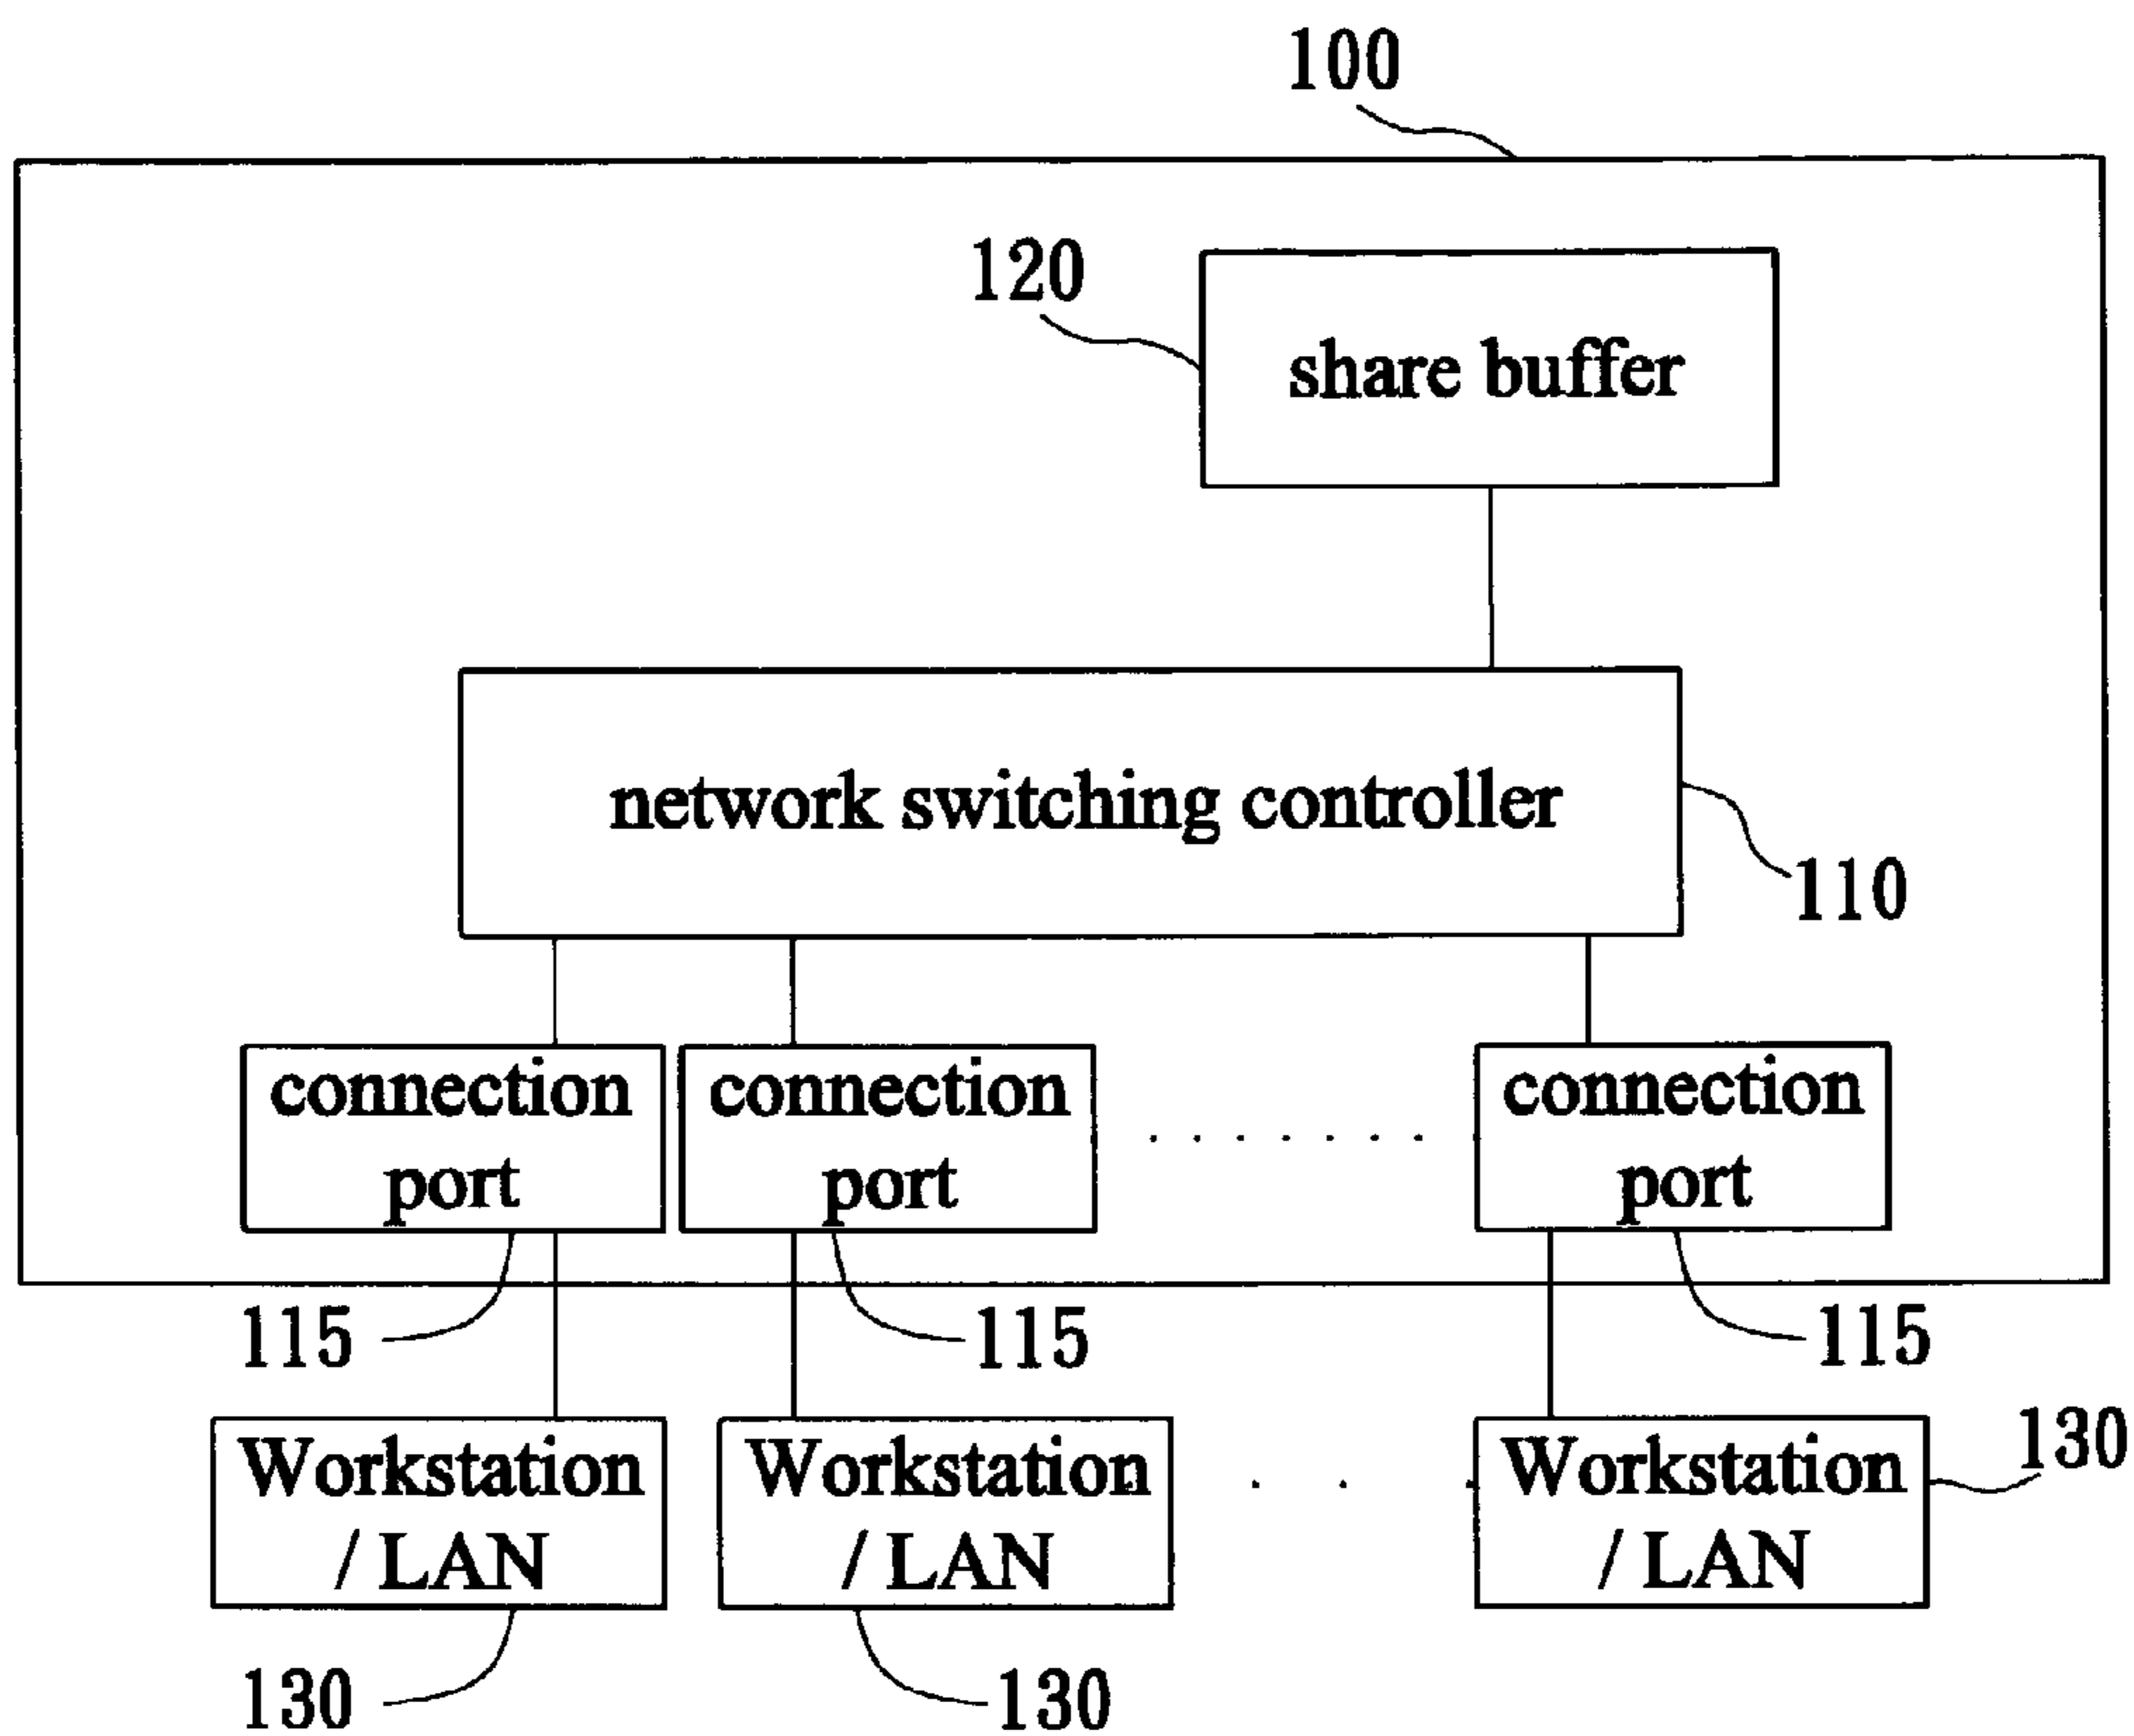 100
120
share buffer
network switching controller
110
connection
port
connection
port
connection
port
115
115
115
Workstation
/ LAN
Workstation
/ LAN
Workstation
/ LAN
130
130
130